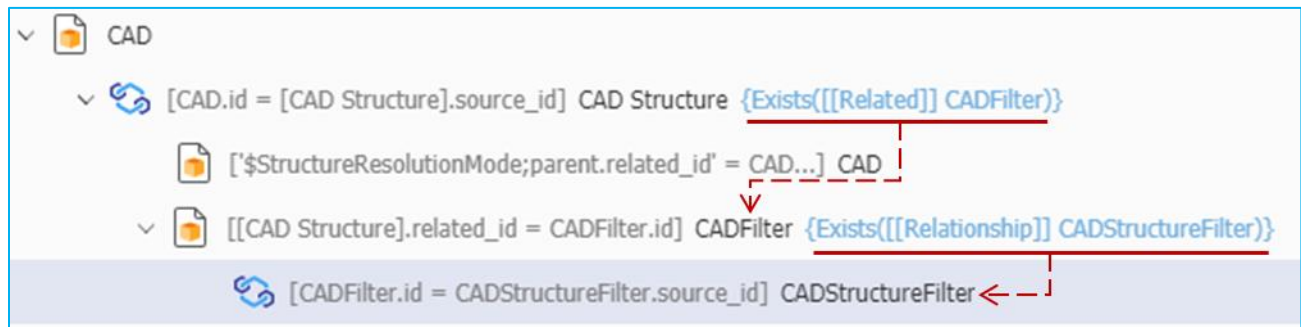 CAD
[CAD.id = [CAD Structure].source_id] CAD Structure {Exists([[Related]] CADFilter)}
['$StructureResolutionMode;parent.related_id' = CAD...] CAD
[[CAD Structure].related_id = CADFilter.id] CADFilter {Exists([[Relationship]] CADStructureFilter)}
[CADFilter.id = CADStructureFilter.source_id] CADStructureFilter